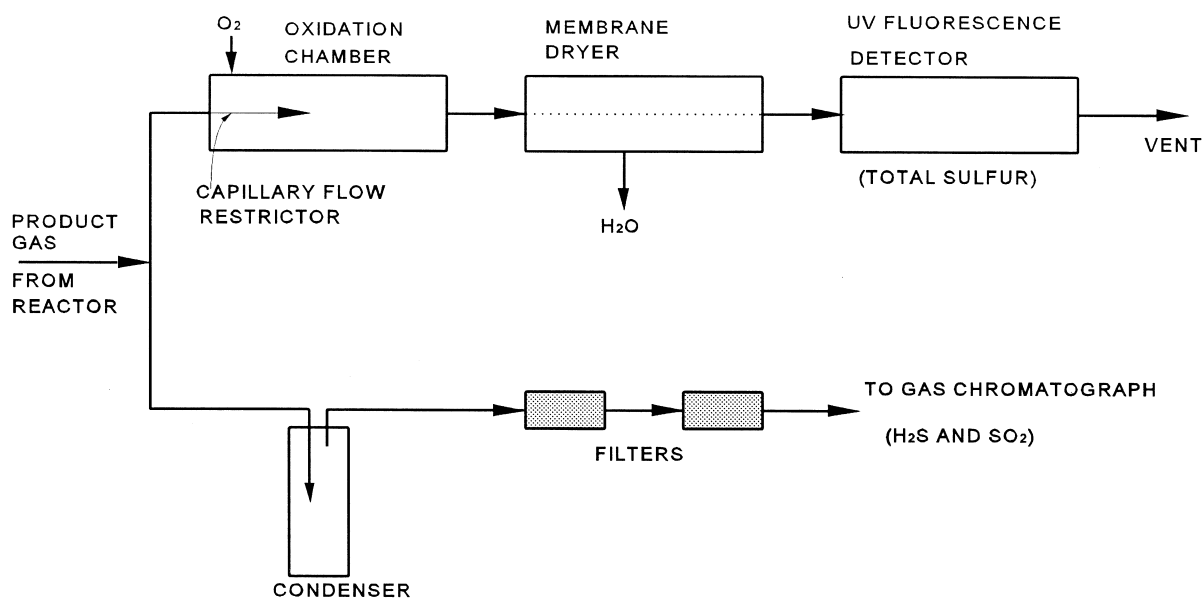 O₂
OXIDATION
CHAMBER
MEMBRANE
DRYER
UV FLUORESCENCE
DETECTOR
VENT
CAPILLARY FLOW
RESTRICTOR
(TOTAL SULFUR)
H₂O
PRODUCT
GAS
FROM
REACTOR
TO GAS CHROMATOGRAPH
(H₂S AND SO₂)
FILTERS
CONDENSER